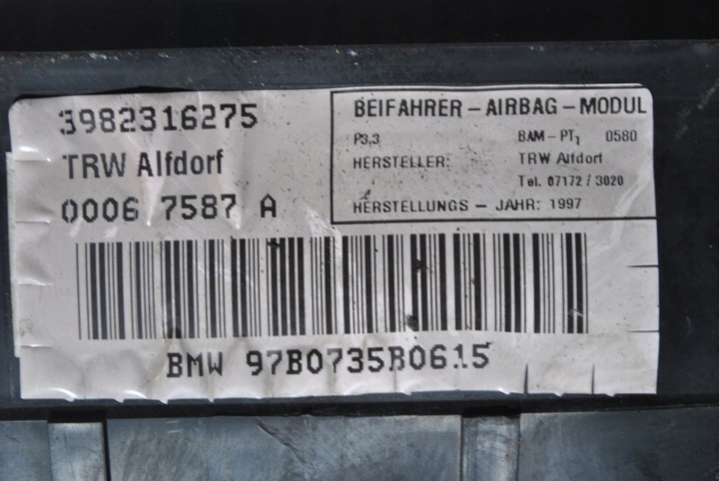 3982316275
TRW Alfdorf
0006 7587 A
BEIFAHRER - AIRBAG - MODUL
P3,3 BAM - PT1 0580
HERSTELLER: TRW Alfdorf
Tel. 07172 / 3020
HERSTELLUNGS - JAHR: 1997
BMW 97B0735B0615